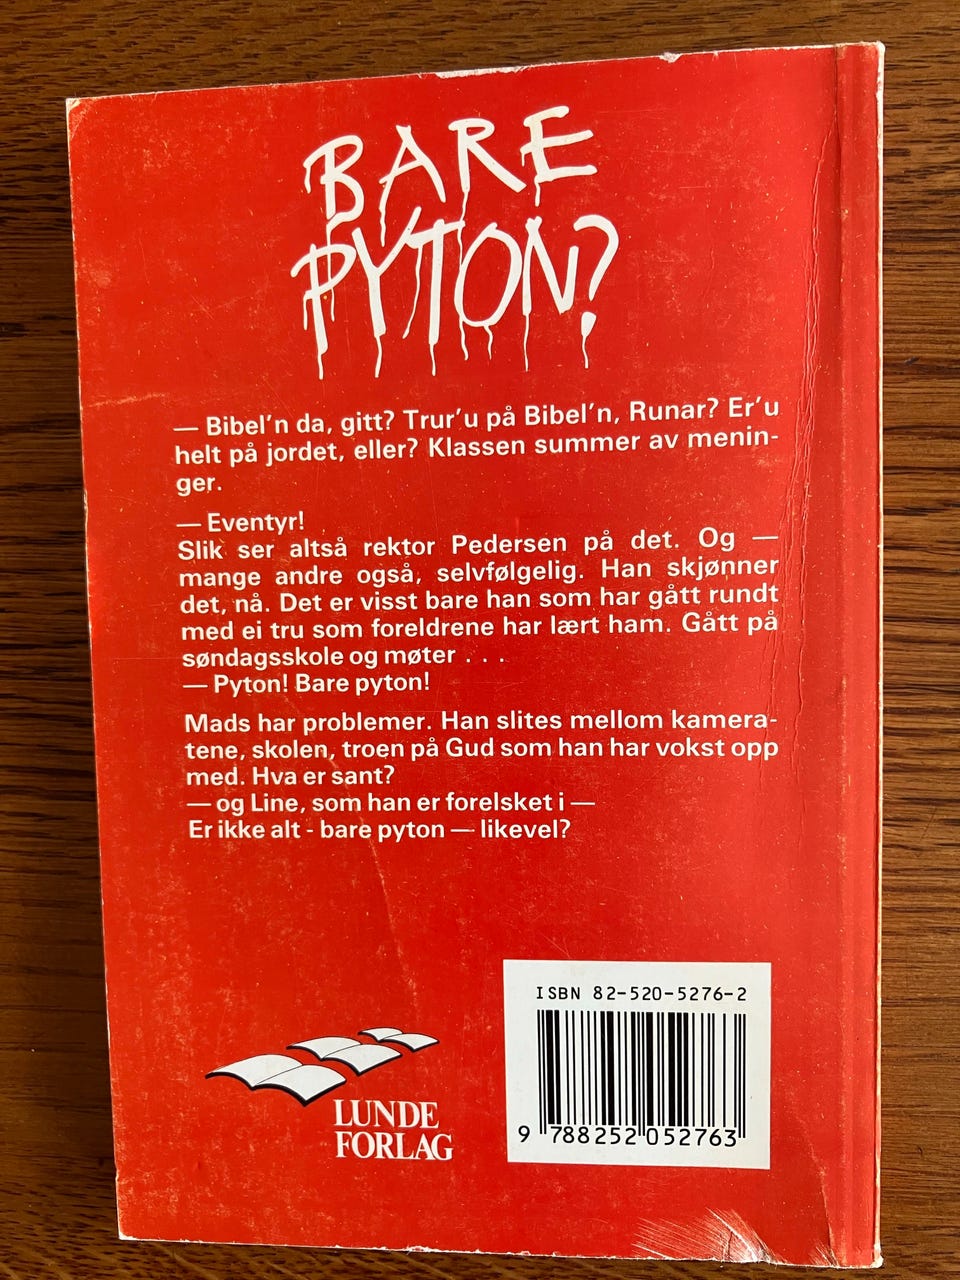 BARE
PYTON?
— Bibel'n da, gitt? Trur'u på Bibel'n, Runar? Er'u
helt på jordet, eller? Klassen summer av menin-
ger.
— Eventyr!
Slik ser altså rektor Pedersen på det. Og —
mange andre også, selvfølgelig. Han skjønner
det, nå. Det er visst bare han som har gått rundt
med ei tru som foreldrene har lært ham. Gått på
søndagsskole og møter . . .
— Pyton! Bare pyton!
Mads har problemer. Han slites mellom kamera-
tene, skolen, troen på Gud som han har vokst opp
med. Hva er sant?
— og Line, som han er forelsket i —
Er ikke alt - bare pyton — likevel?
ISBN 82-520-5276-2
9 788252 052763
LUNDE
FORLAG